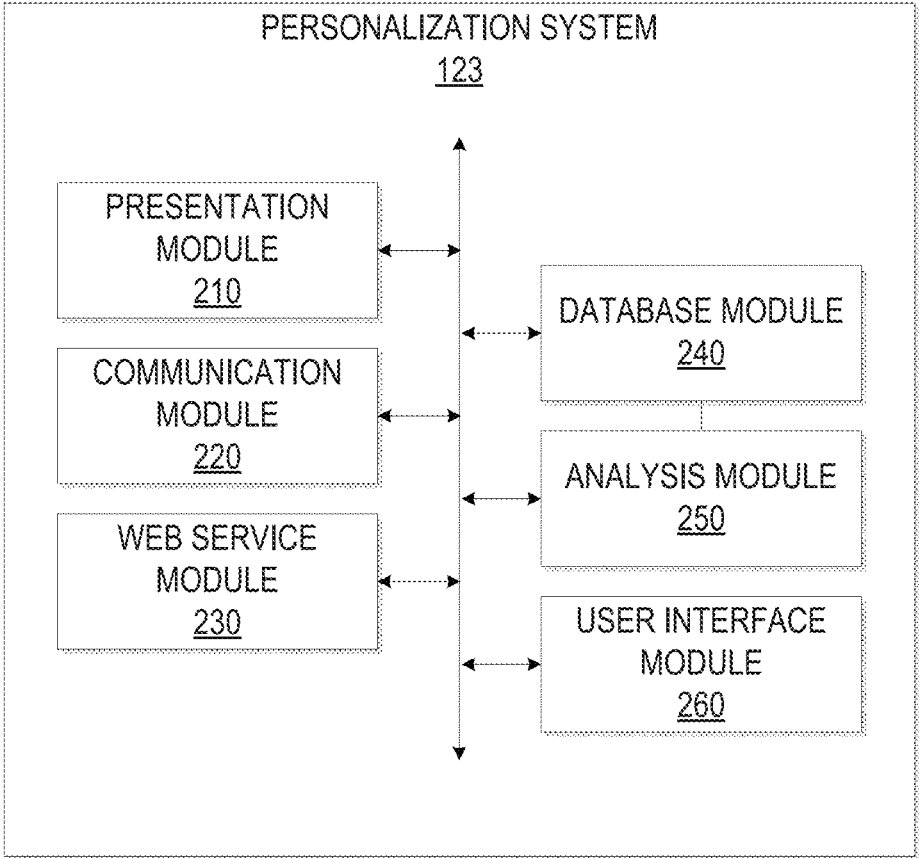 PERSONALIZATION SYSTEM
123
PRESENTATION
MODULE
210
COMMUNICATION
MODULE
220
WEB SERVICE
MODULE
230
DATABASE MODULE
240
ANALYSIS MODULE
250
USER INTERFACE
MODULE
260